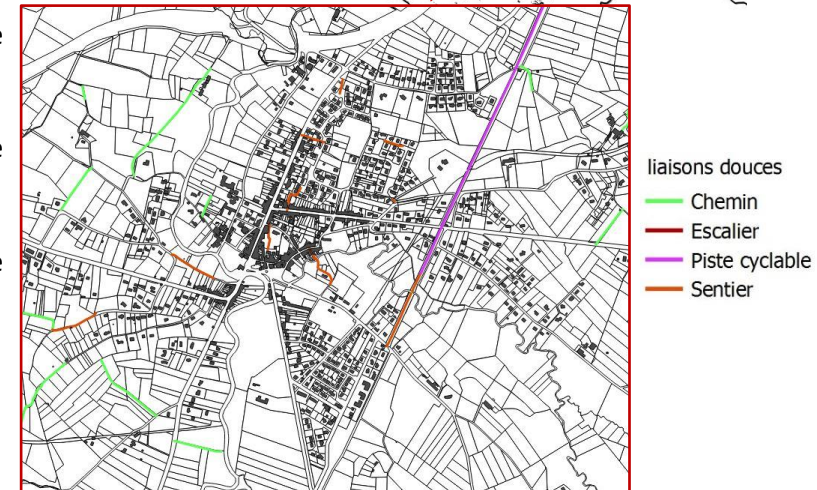 liaisons douces
Chemin
Escalier
Piste cyclable
Sentier